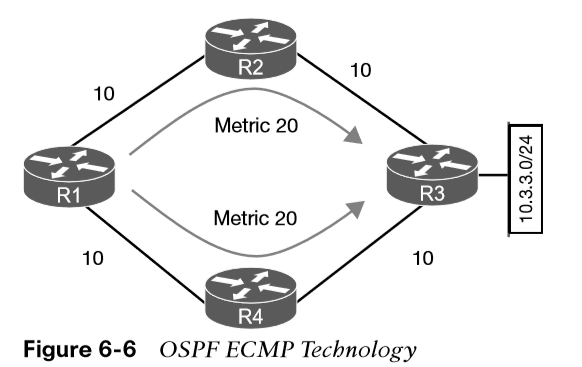 R2
10
10
Metric 20
R1
R3
10.3.3.0/24
Metric 20
10
10
R4
Figure 6-6 OSPF ECMP Technology